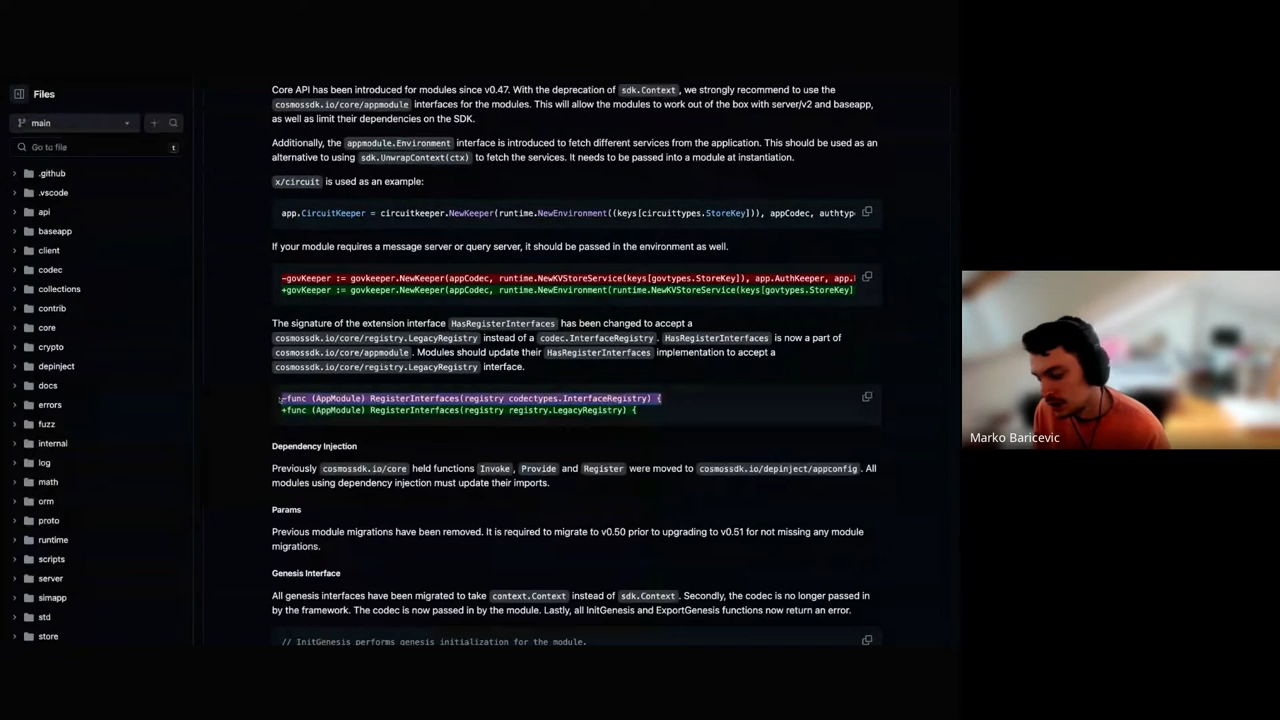 Files
main
Go to file
t
.github
.vscode
api
baseapp
client
codec
collections
contrib
core
crypto
depinject
docs
errors
fuzz
internal
log
math
orm
proto
runtime
scripts
server
simapp
std
store
Core API has been introduced for modules since v0.47. With the deprecation of sdk.Context, we strongly recommend to use the
cosmossdk.io/core/appmodule interfaces for the modules. This will allow the modules to work out of the box with server/v2 and baseapp,
as well as limit their dependencies on the SDK.
Additionally, the appmodule.Environment interface is introduced to fetch different services from the application. This should be used as an
alternative to using sdk.UnwrapContext(ctx) to fetch the services. It needs to be passed into a module at instantiation.
x/circuit is used as an example:
app.CircuitKeeper = circuitkeeper.NewKeeper(runtime.NewEnvironment((keys[circuittypes.StoreKey])), appCodec, authtyp
If your module requires a message server or query server, it should be passed in the environment as well.
-govKeeper := govkeeper.NewKeeper(appCodec, runtime.NewKVStoreService(keys[govtypes.StoreKey]), app.AuthKeeper, app.
+govKeeper := govkeeper.NewKeeper(appCodec, runtime.NewEnvironment(runtime.NewKVStoreService(keys[govtypes.StoreKey]
The signature of the extension interface HasRegisterInterfaces has been changed to accept a
cosmossdk.io/core/registry.LegacyRegistry instead of a codec.InterfaceRegistry. HasRegisterInterfaces is now a part of
cosmossdk.io/core/appmodule. Modules should update their HasRegisterInterfaces implementation to accept a
cosmossdk.io/core/registry.LegacyRegistry interface.
-func (AppModule) RegisterInterfaces(registry codectypes.InterfaceRegistry) {
+func (AppModule) RegisterInterfaces(registry registry.LegacyRegistry) {
Dependency Injection
Previously cosmossdk.io/core held functions Invoke, Provide and Register were moved to cosmossdk.io/depinject/appconfig. All
modules using dependency injection must update their imports.
Params
Previous module migrations have been removed. It is required to migrate to v0.50 prior to upgrading to v0.51 for not missing any module
migrations.
Genesis Interface
All genesis interfaces have been migrated to take context.Context instead of sdk.Context. Secondly, the codec is no longer passed in
by the framework. The codec is now passed in by the module. Lastly, all InitGenesis and ExportGenesis functions now return an error.
// InitGenesis performs genesis initialization for the module.
Marko Baricevic